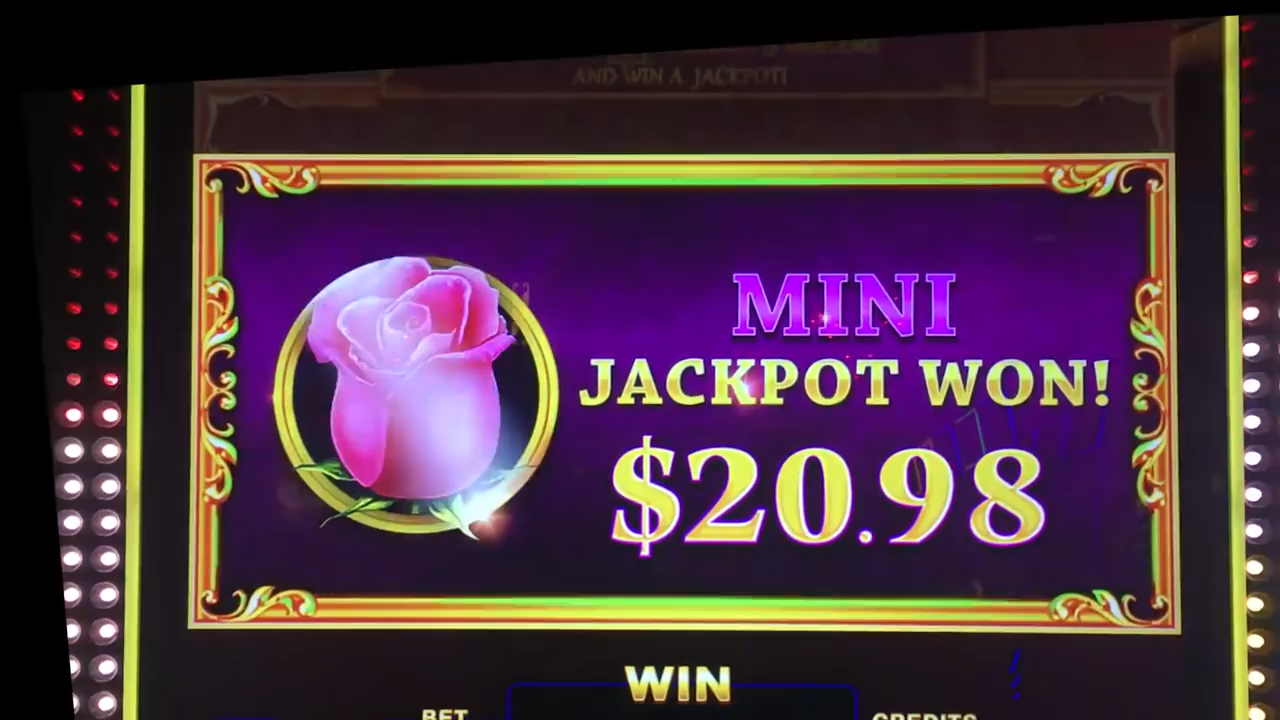 AND WIN A JACKPOT!
MINI
JACKPOT WON!
$20.98
WIN
BET
CREDITS